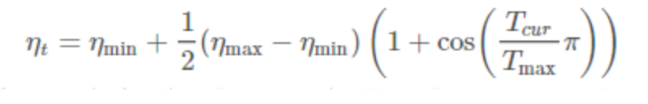 η_t = η_min + 1/2 (η_max − η_min) (1 + cos(T_cur/T_max π))